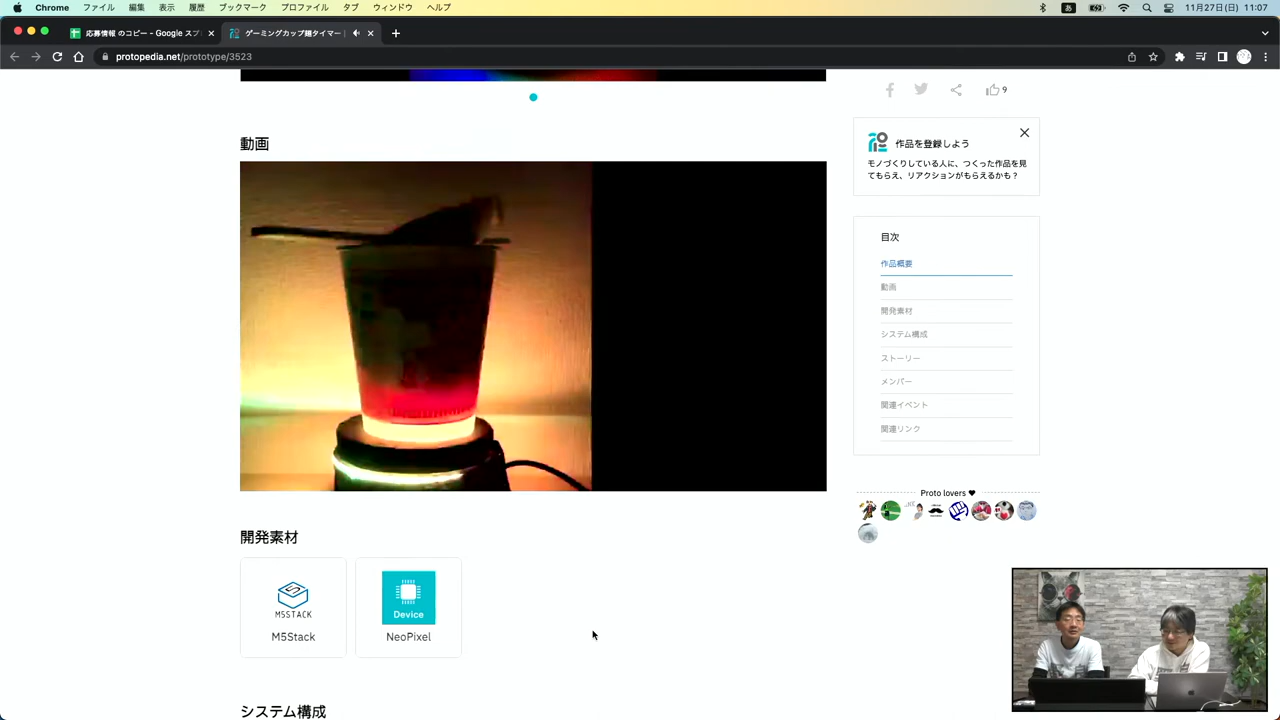 Chrome ファイル 編集 表示 履歴 ブックマーク プロファイル タブ ウィンドウ ヘルプ
あ 11月27日(日) 11:07
応募情報 のコピー - Google スプ
ゲーミングカップ麺タイマー |
protopedia.net/prototype/3523
9
動画
作品を登録しよう
モノづくりしている人に、つくった作品を見
てもらえ、リアクションがもらえるかも？
目次
作品概要
動画
開発素材
システム構成
ストーリー
メンバー
関連イベント
関連リンク
Proto lovers ♥
開発素材
M5STACK
M5Stack
Device
NeoPixel
システム構成